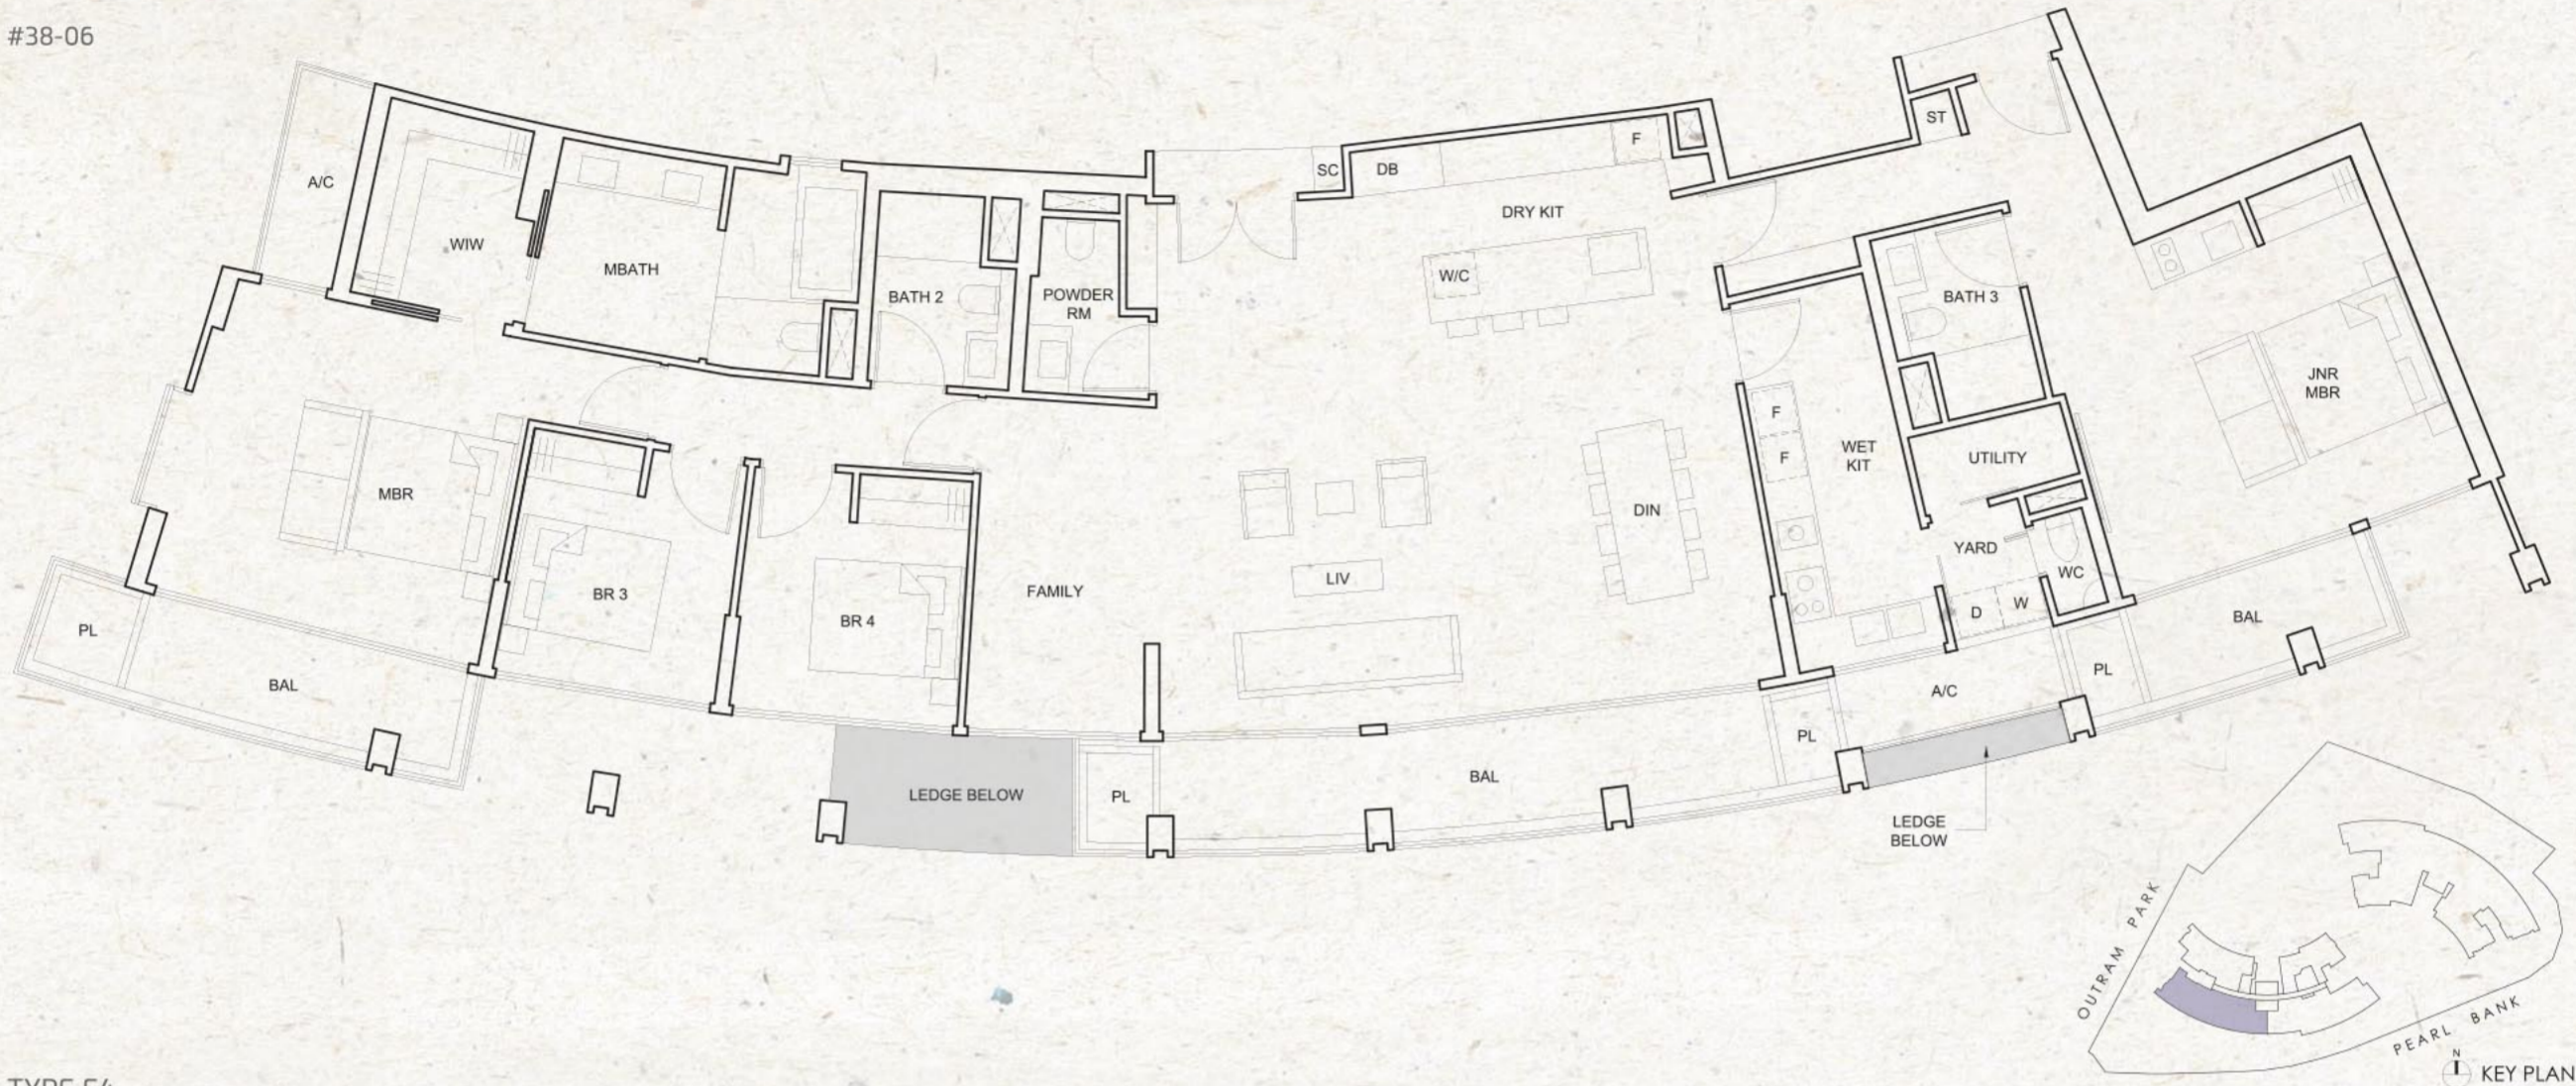 #38-06
A/C
WIW
MBATH
BATH 2
POWDER
RM
SC
DB
F
DRY KIT
W/C
ST
BATH 3
JNR
MBR
MBR
BR 3
BR 4
FAMILY
LIV
DIN
F
F
WET
KIT
UTILITY
YARD
WC
D
W
PL
BAL
LEDGE BELOW
PL
BAL
PL
A/C
PL
BAL
LEDGE
BELOW
OUTRAM PARK
PEARL BANK
N
KEY PLAN